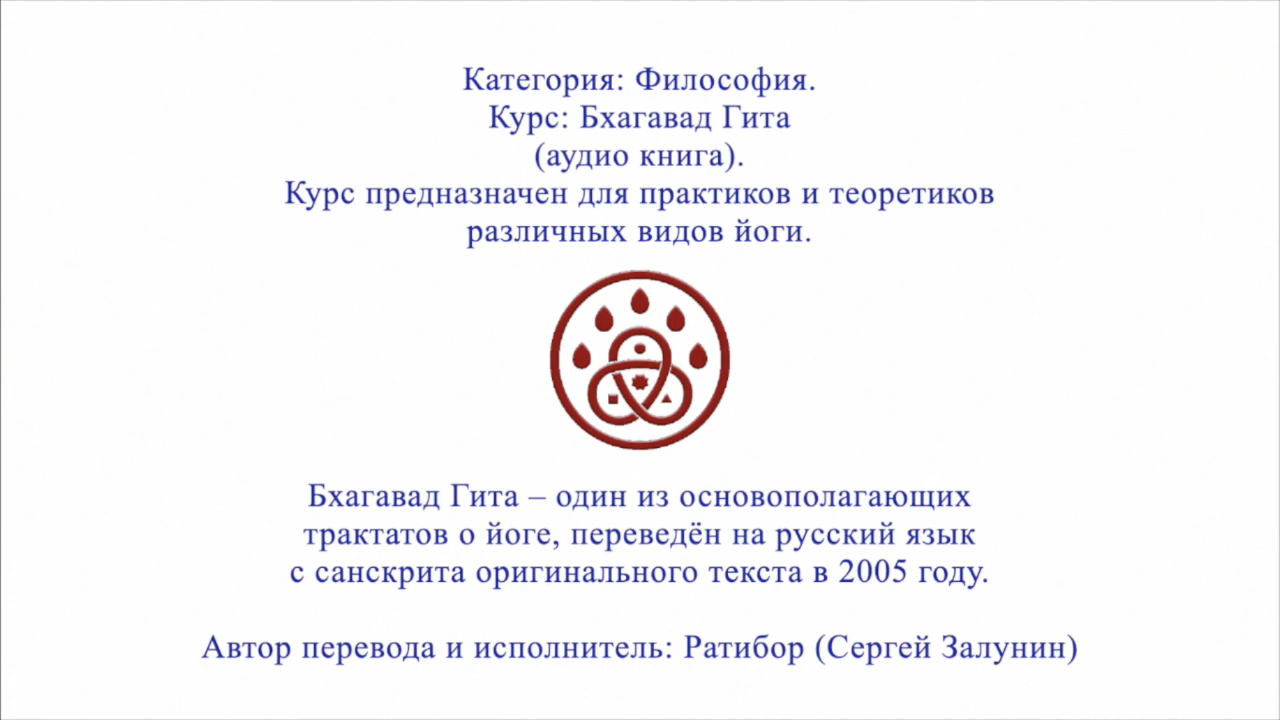 Категория: Философия.
Курс: Бхагавад Гита
(аудио книга).
Курс предназначен для практиков и теоретиков
различных видов йоги.
Бхагавад Гита – один из основополагающих
трактатов о йоге, переведён на русский язык
с санскрита оригинального текста в 2005 году.
Автор перевода и исполнитель: Ратибор (Сергей Залунин)